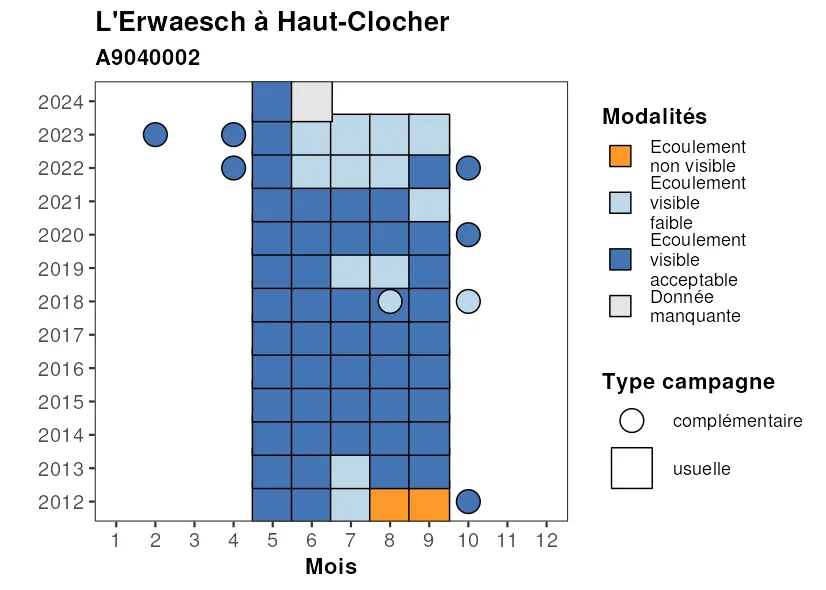 L'Erwaesch à Haut-Clocher
A9040002
2024
2023
2022
2021
2020
2019
2018
2017
2016
2015
2014
2013
2012
1 2 3 4 5 6 7 8 9 10 11 12
Mois
Modalités
Ecoulement
non visible
Ecoulement
visible
faible
Ecoulement
visible
acceptable
Donnée
manquante
Type campagne
complémentaire
usuelle